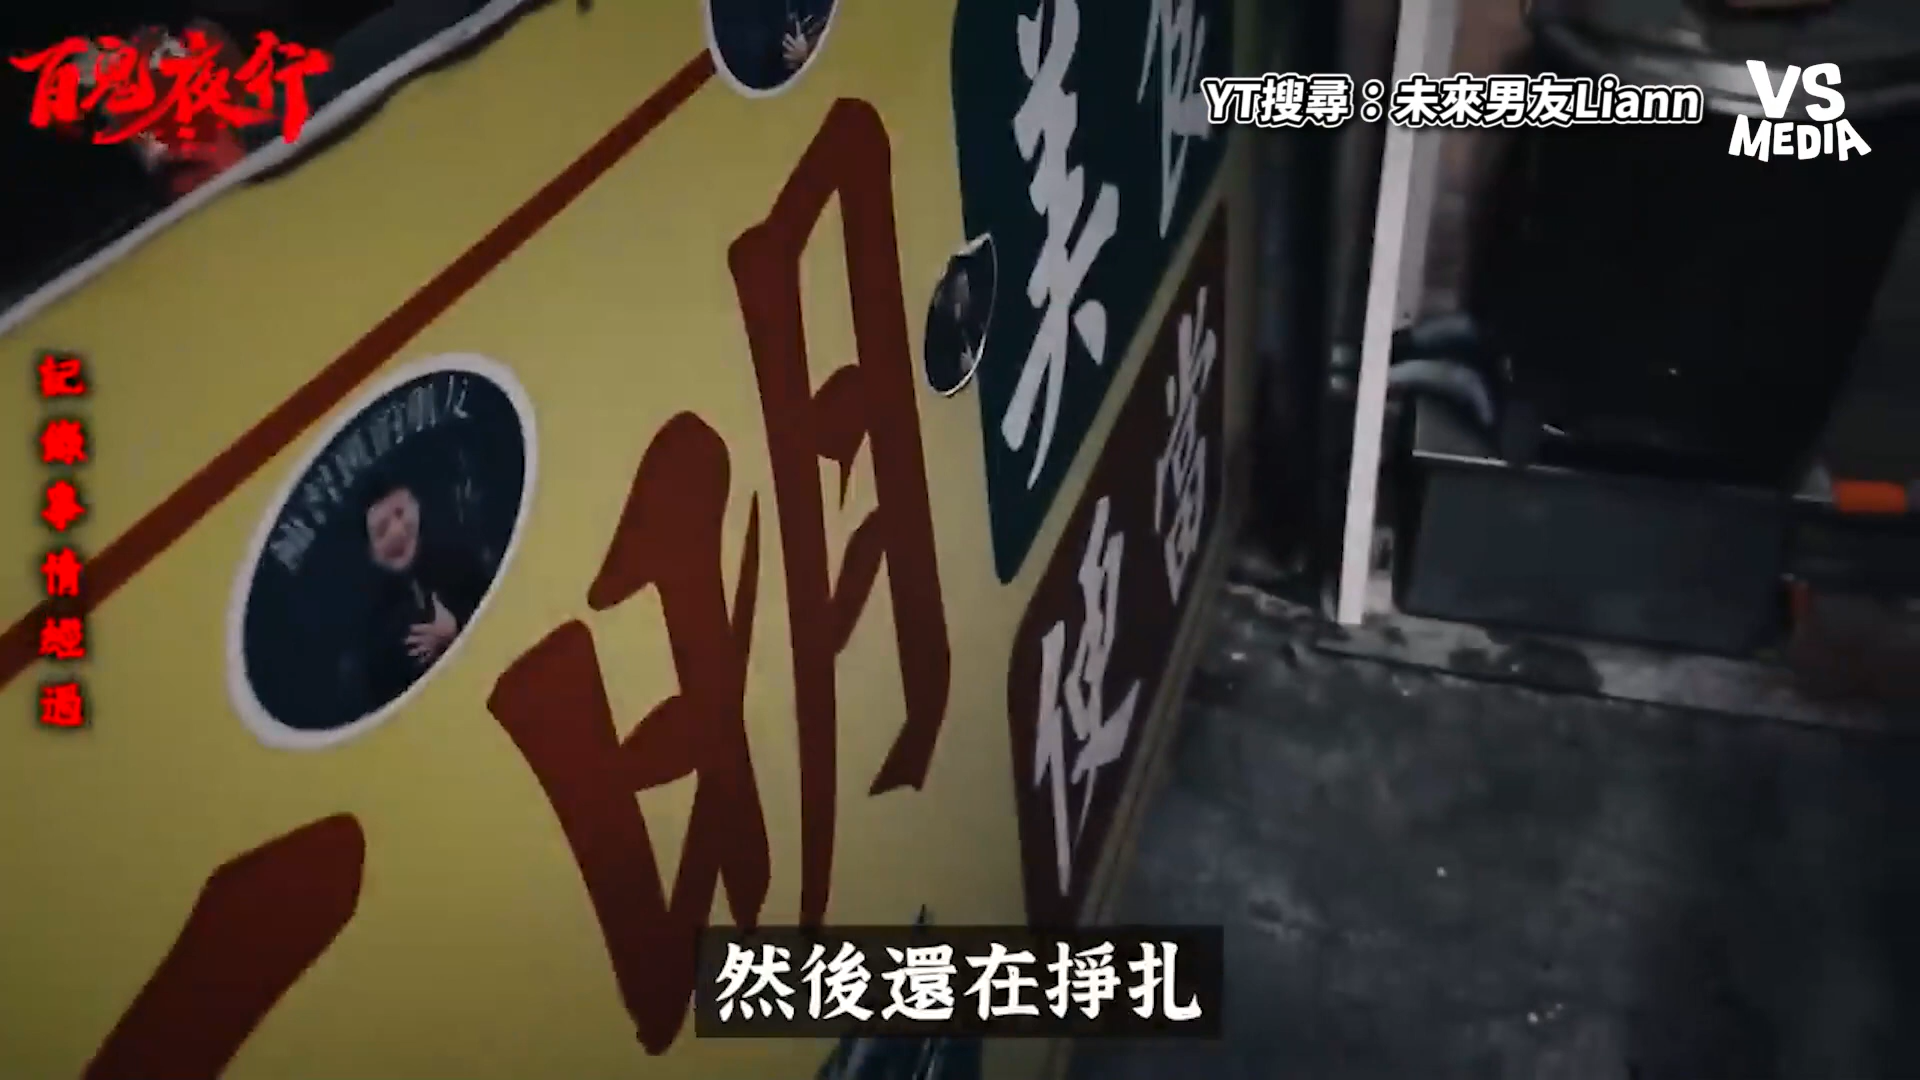 百鬼夜行
YT搜尋：未來男友Liann
VS
MEDIA
記錄事情經過
明
美
便當
然後還在掙扎